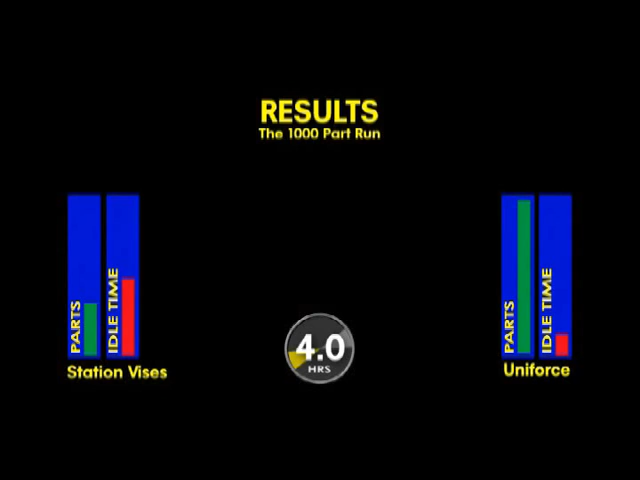 RESULTS
The 1000 Part Run
PARTS
IDLE TIME
Station Vises
4.0
HRS
PARTS
IDLE TIME
Uniforce